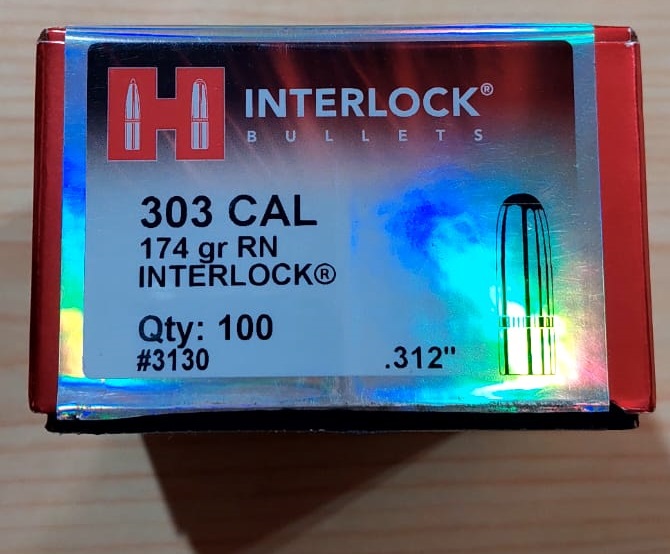 H
INTERLOCK®
BULLETS
303 CAL
174 gr RN
INTERLOCK®
Qty: 100
#3130 .312"